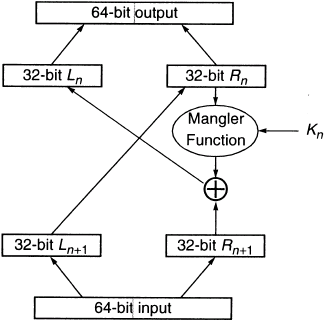 64-bit output
32-bit Lₙ 32-bit Rₙ
Mangler
Function
Kₙ
32-bit Lₙ₊₁ 32-bit Rₙ₊₁
64-bit input